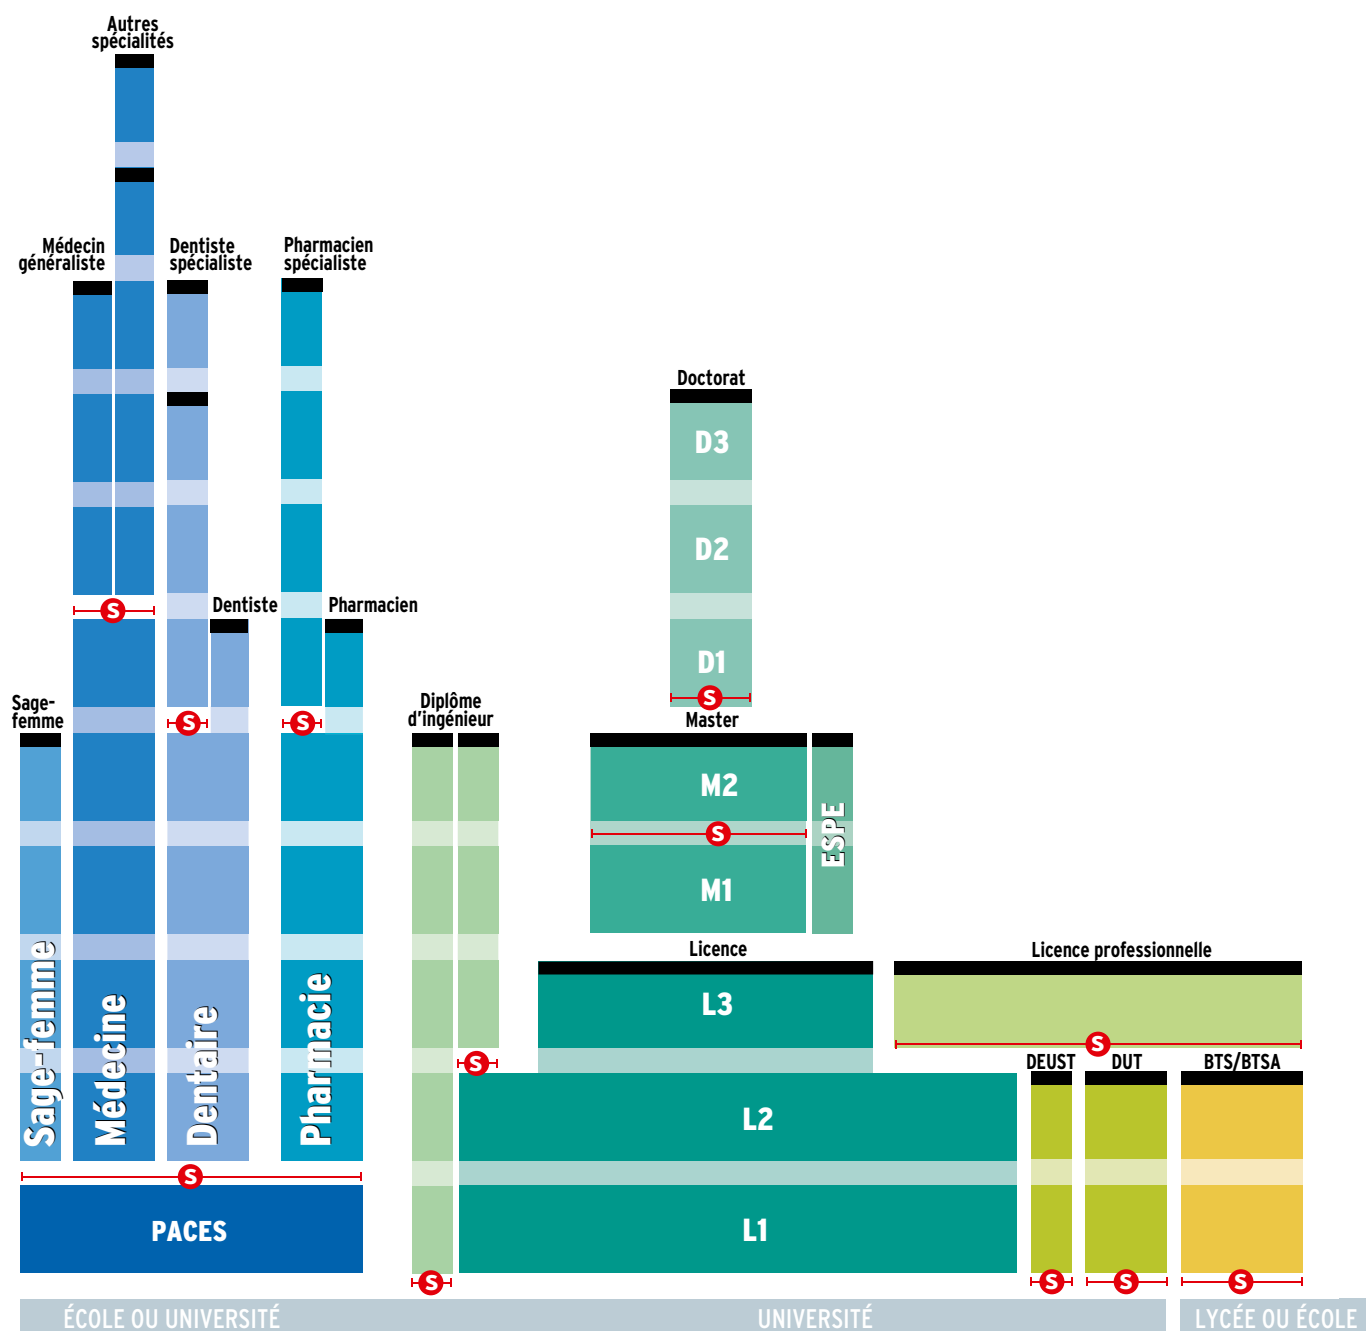 Autres
spécialités
Médecin
généraliste
Dentiste
spécialiste
Pharmacien
spécialiste
Doctorat
D3
D2
D1
S
S
Dentiste
Pharmacien
Sage-
femme
S
S
Diplôme
d'ingénieur
Master
M2
S
M1
ESPE
Licence
L3
Licence professionnelle
S
S
DEUST
DUT
BTS/BTSA
L2
L1
Sage-femme
Médecine
Dentaire
Pharmacie
S
PACES
S
S
S
S
ÉCOLE OU UNIVERSITÉ
UNIVERSITÉ
LYCÉE OU ÉCOLE